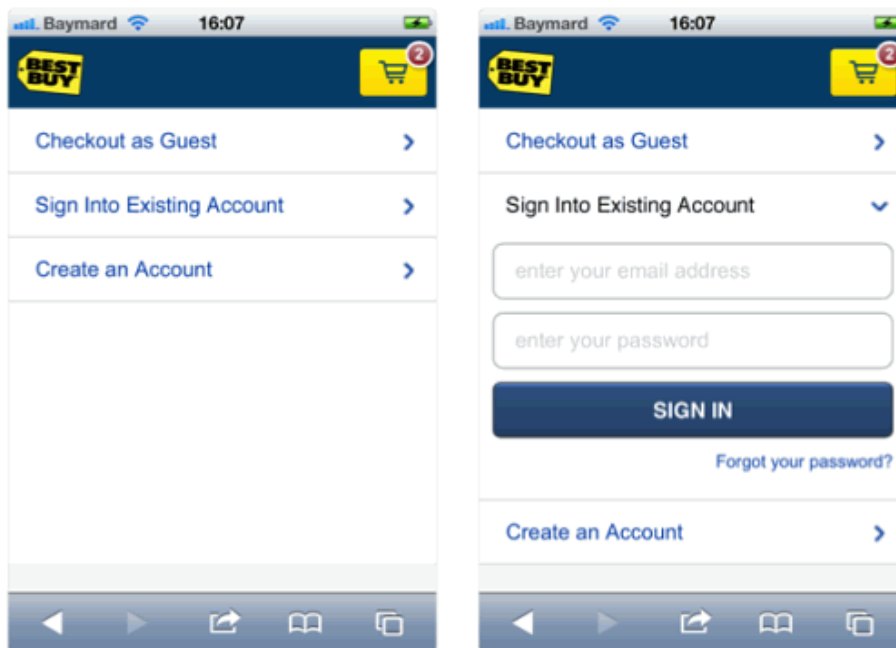 Baymard 16:07
BEST
BUY
2
Checkout as Guest
Sign Into Existing Account
Create an Account
Baymard 16:07
BEST
BUY
2
Checkout as Guest
Sign Into Existing Account
enter your email address
enter your password
SIGN IN
Forgot your password?
Create an Account